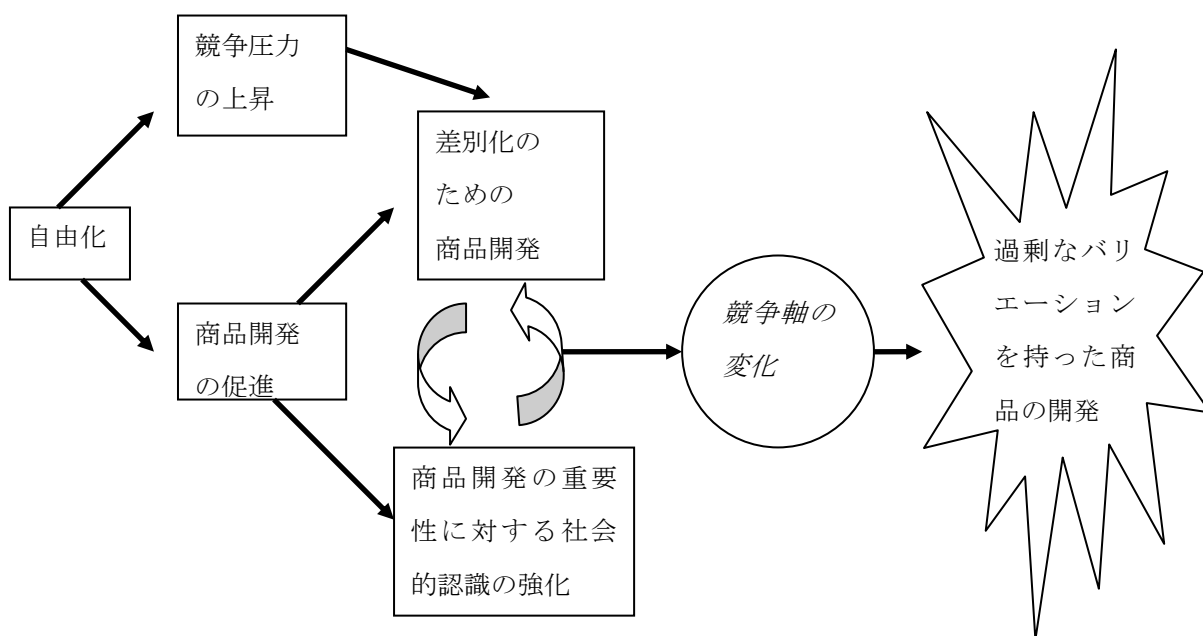 競争圧力
の上昇
差別化の
ための
商品開発
自由化
商品開発
の促進
商品開発の重要
性に対する社会
的認識の強化
競争軸の
変化
過剰なバリ
エーション
を持った商
品の開発